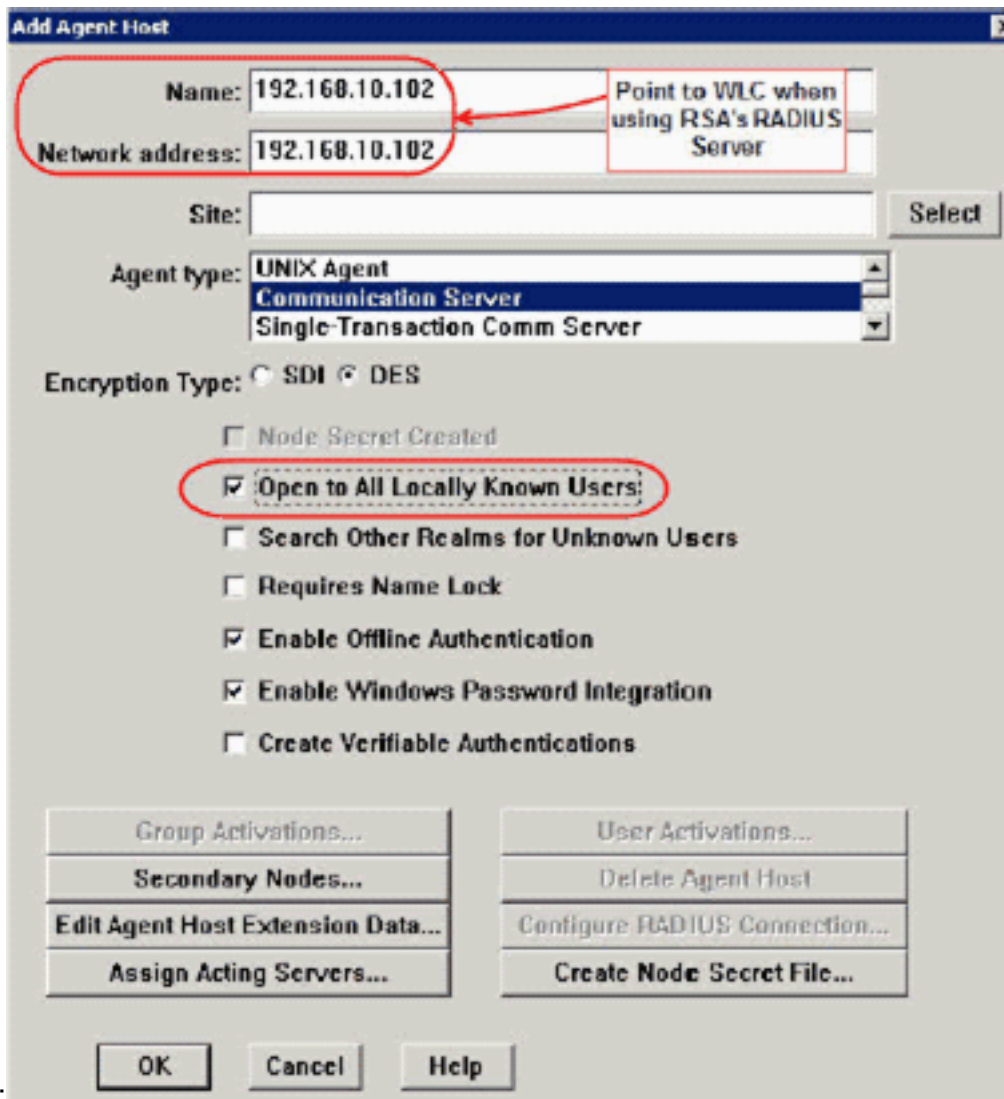 Add Agent Host
Name: 192.168.10.102
Point to WLC when
using RSA's RADIUS
Server
Network address: 192.168.10.102
Site:
Select
Agent type: UNIX Agent
Communication Server
Single-Transaction Comm Server
Encryption Type: SDI DES
Node Secret Created
Open to All Locally Known Users
Search Other Realms for Unknown Users
Requires Name Lock
Enable Offline Authentication
Enable Windows Password Integration
Create Verifiable Authentications
Group Activations... User Activations...
Secondary Nodes... Delete Agent Host
Edit Agent Host Extension Data... Configure RADIUS Connection...
Assign Acting Servers... Create Node Secret File...
OK Cancel Help
.